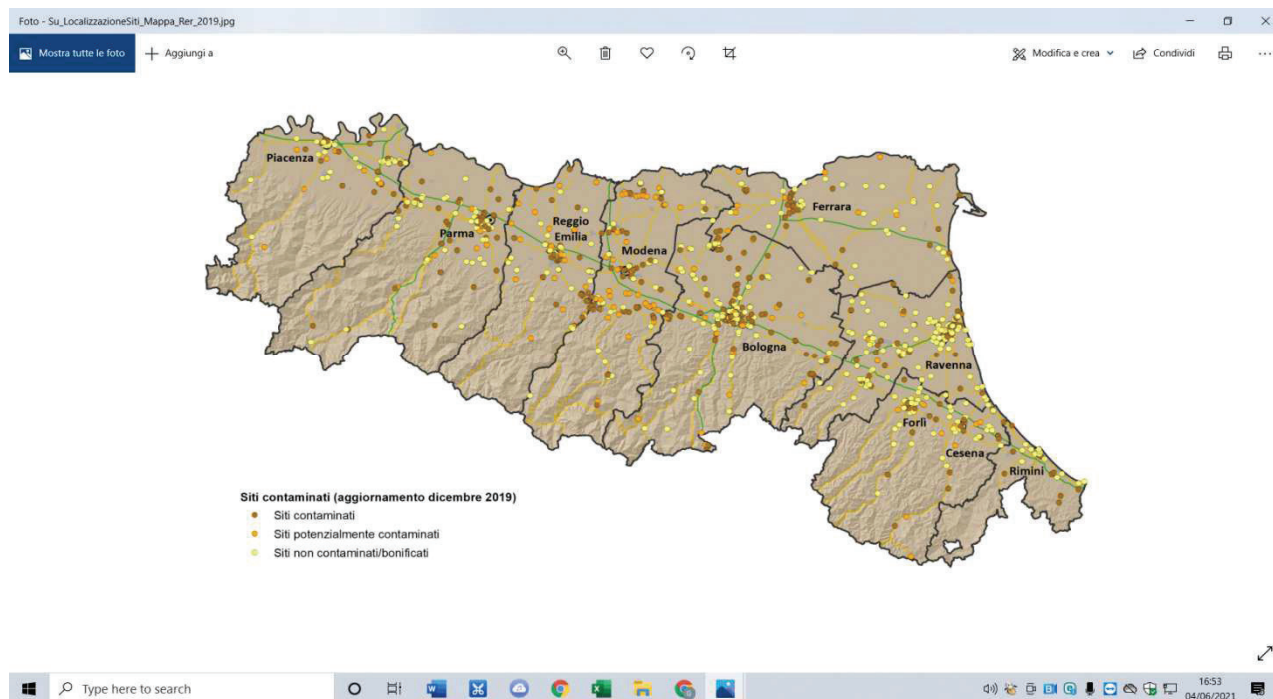 Foto - Su_LocalizzazioneSiti_Mappa_Rer_2019.jpg
Mostra tutte le foto
Aggiungi a
Modifica e crea
Condividi
Piacenza
Parma
Reggio
Emilia
Modena
Ferrara
Bologna
Ravenna
Forlì
Cesena
Rimini
Siti contaminati (aggiornamento dicembre 2019)
Siti contaminati
Siti potenzialmente contaminati
Siti non contaminati/bonificati
Type here to search
16:53
04/06/2021